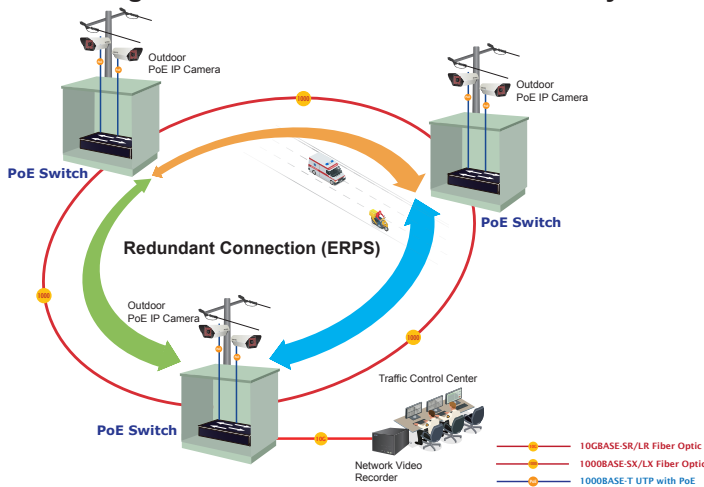 Outdoor
PoE IP Camera
Outdoor
PoE IP Camera
1000
PoE Switch
PoE Switch
Redundant Connection (ERPS)
1000
Outdoor
PoE IP Camera
1000
Traffic Control Center
PoE Switch
10G
Network Video
Recorder
10GBASE-SR/LR Fiber Optic
1000BASE-SX/LX Fiber Optic
1000BASE-T UTP with PoE